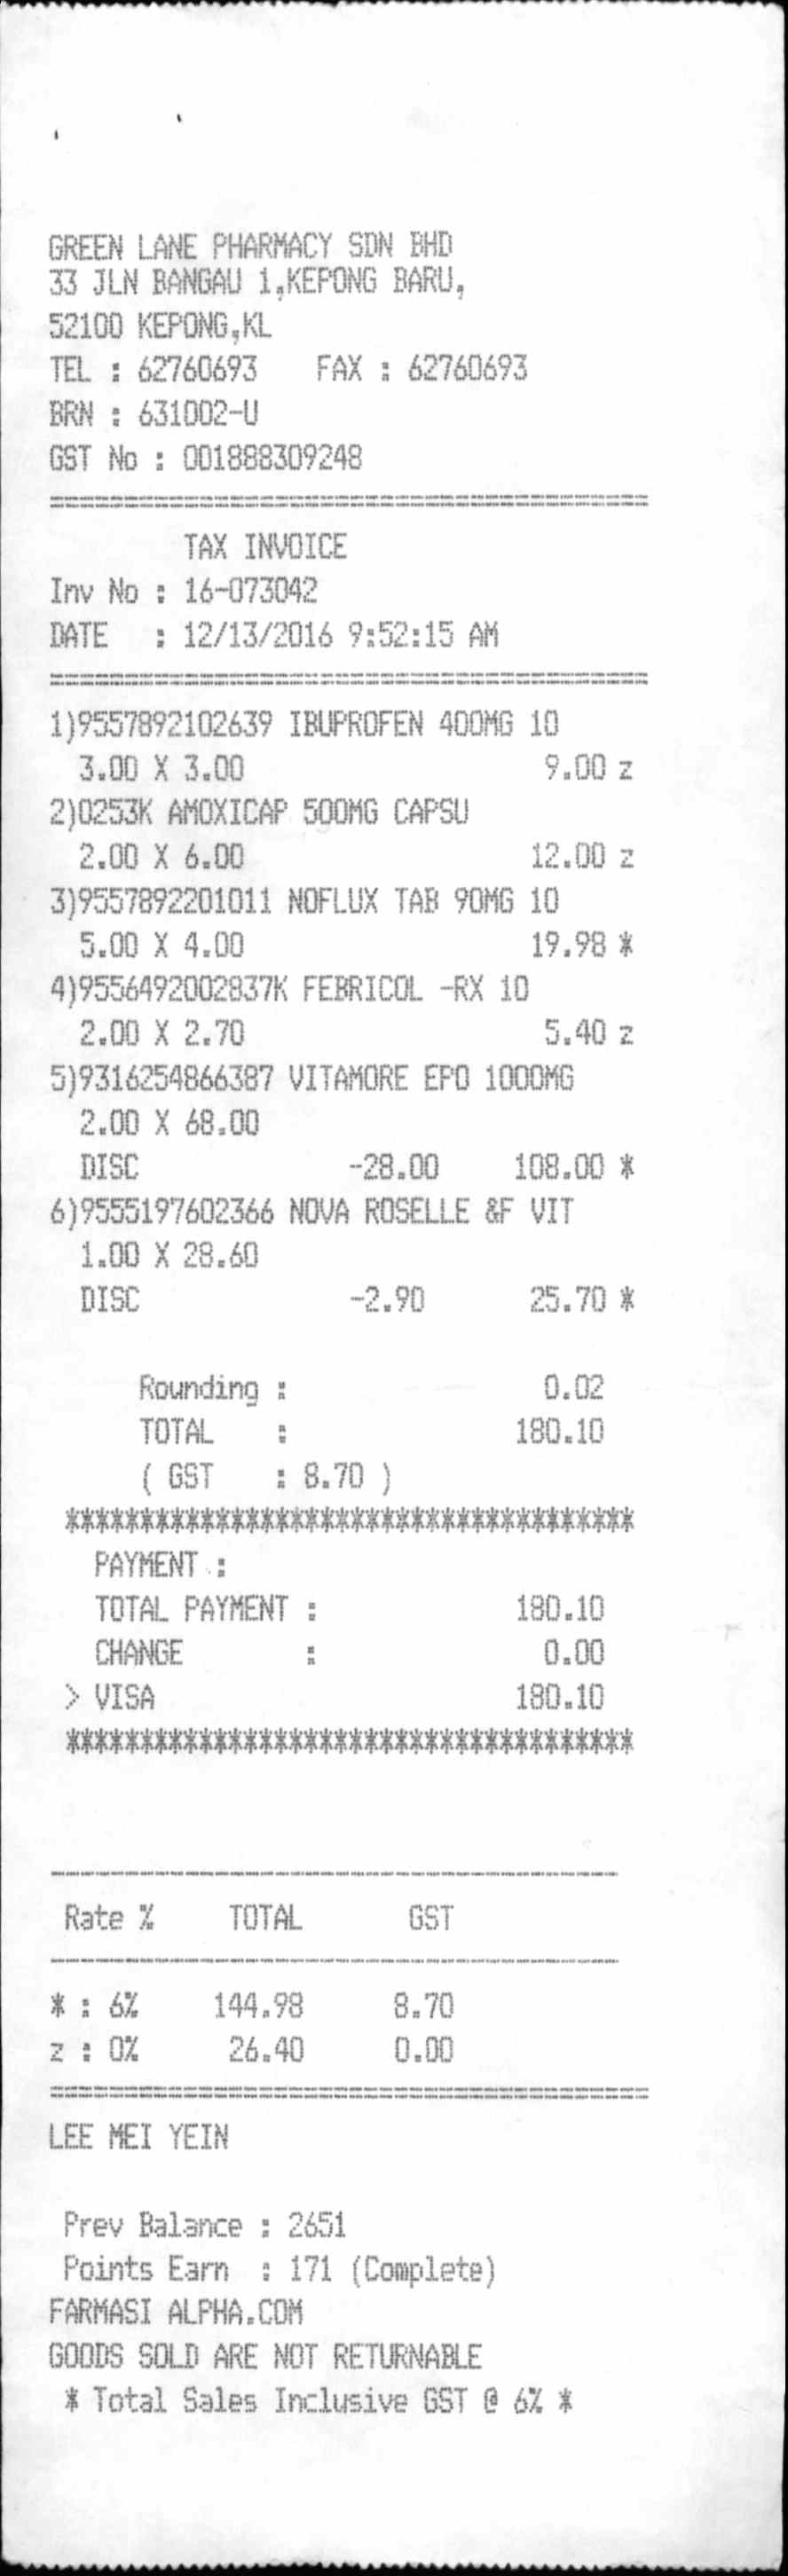 GREEN LANE PHARMACY SDN BHD
33 JLN BANGAU 1,KEPONG BARU,
52100 KEPONG,KL
TEL : 62760693 FAX : 62760693
BRN : 631002-U
GST No : 001888309248
TAX INVOICE
Inv No : 16-073042
DATE : 12/13/2016 9:52:15 AM
1)9557892102639 IBUPROFEN 400MG 10
3.00 X 3.00 9.00 z
2)0253K AMOXICAP 500MG CAPSU
2.00 X 6.00 12.00 z
3)9557892201011 NOFLUX TAB 90MG 10
5.00 X 4.00 19.98 *
4)9556492002837K FEBRICOL -RX 10
2.00 X 2.70 5.40 z
5)9316254866387 VITAMORE EPO 1000MG
2.00 X 68.00
DISC -28.00 108.00 *
6)9555197602366 NOVA ROSELLE &F VIT
1.00 X 28.60
DISC -2.90 25.70 *
Rounding : 0.02
TOTAL : 180.10
( GST : 8.70 )
**************************************
PAYMENT :
TOTAL PAYMENT : 180.10
CHANGE : 0.00
> VISA 180.10
**************************************
Rate % TOTAL GST
* : 6% 144.98 8.70
z : 0% 26.40 0.00
LEE MEI YEIN
Prev Balance : 2651
Points Earn : 171 (Complete)
FARMASI ALPHA.COM
GOODS SOLD ARE NOT RETURNABLE
* Total Sales Inclusive GST @ 6% *